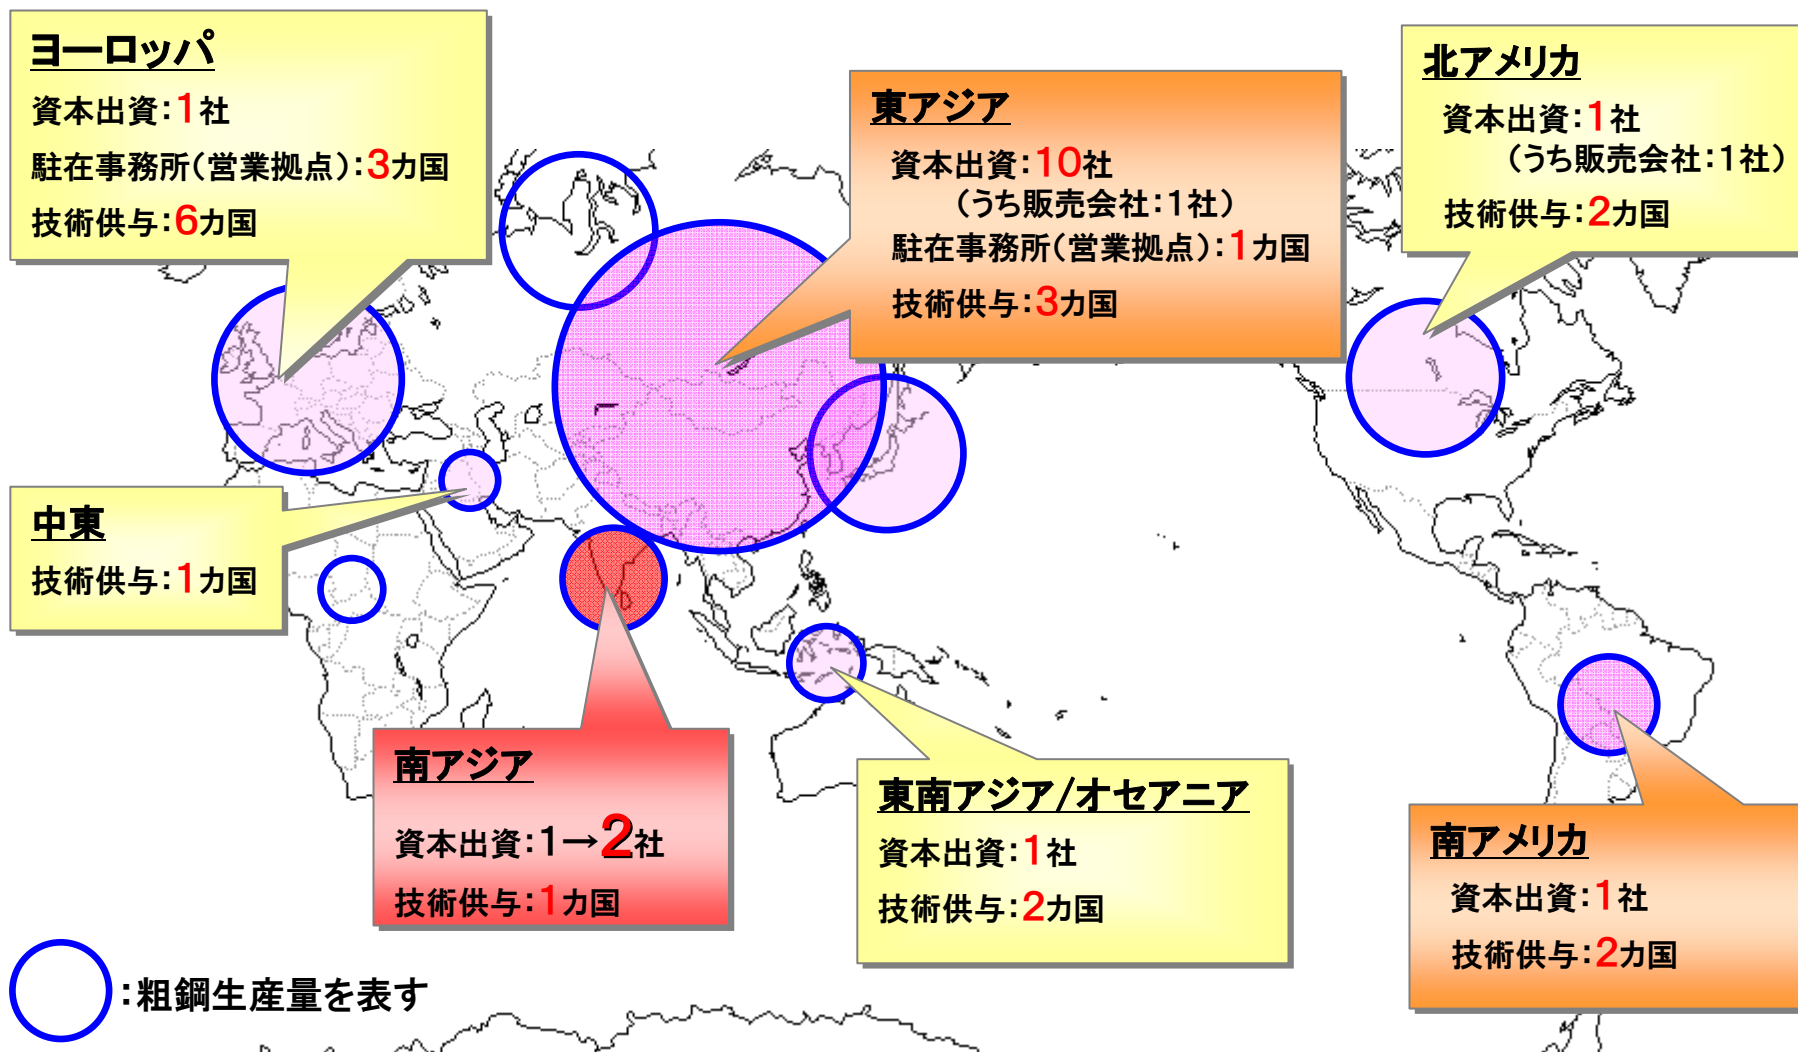 ヨーロッパ
資本出資：1社
駐在事務所（営業拠点）：3カ国
技術供与：6カ国
東アジア
資本出資：10社
（うち販売会社：1社）
駐在事務所（営業拠点）：1カ国
技術供与：3カ国
北アメリカ
資本出資：1社
（うち販売会社：1社）
技術供与：2カ国
中東
技術供与：1カ国
南アジア
資本出資：1→2社
技術供与：1カ国
東南アジア/オセアニア
資本出資：1社
技術供与：2カ国
南アメリカ
資本出資：1社
技術供与：2カ国
：粗鋼生産量を表す